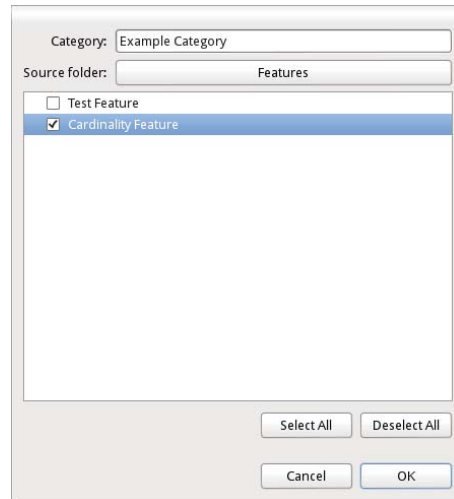 Category: Example Category
Source folder: Features
Test Feature
Cardinality Feature
Select All Deselect All
Cancel OK